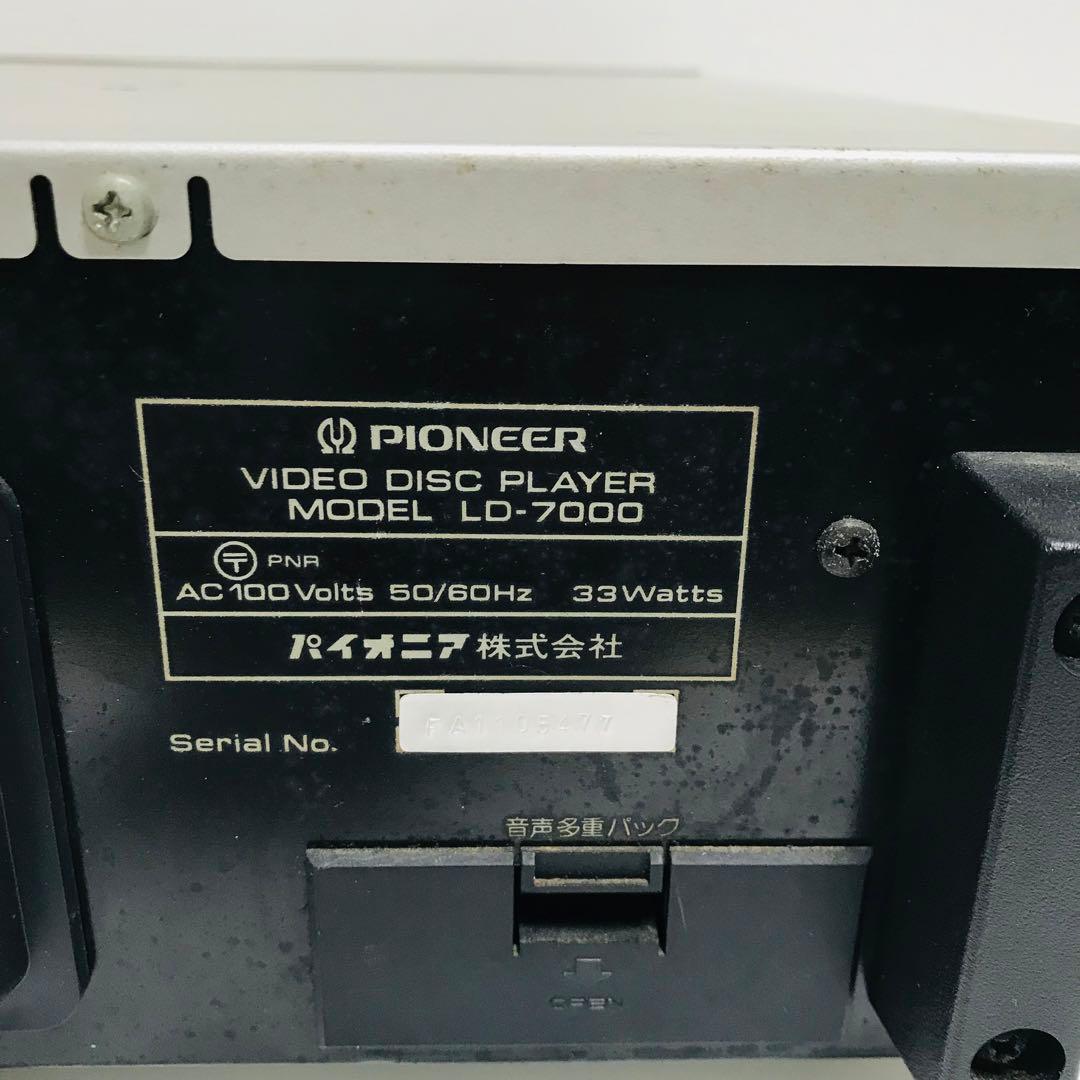 PIONEER
VIDEO DISC PLAYER
MODEL LD-7000
〒 PNR
AC 100 Volts 50/60Hz 33 Watts
パイオニア株式会社
Serial No. FA1105477
音声多重パック
OPEN